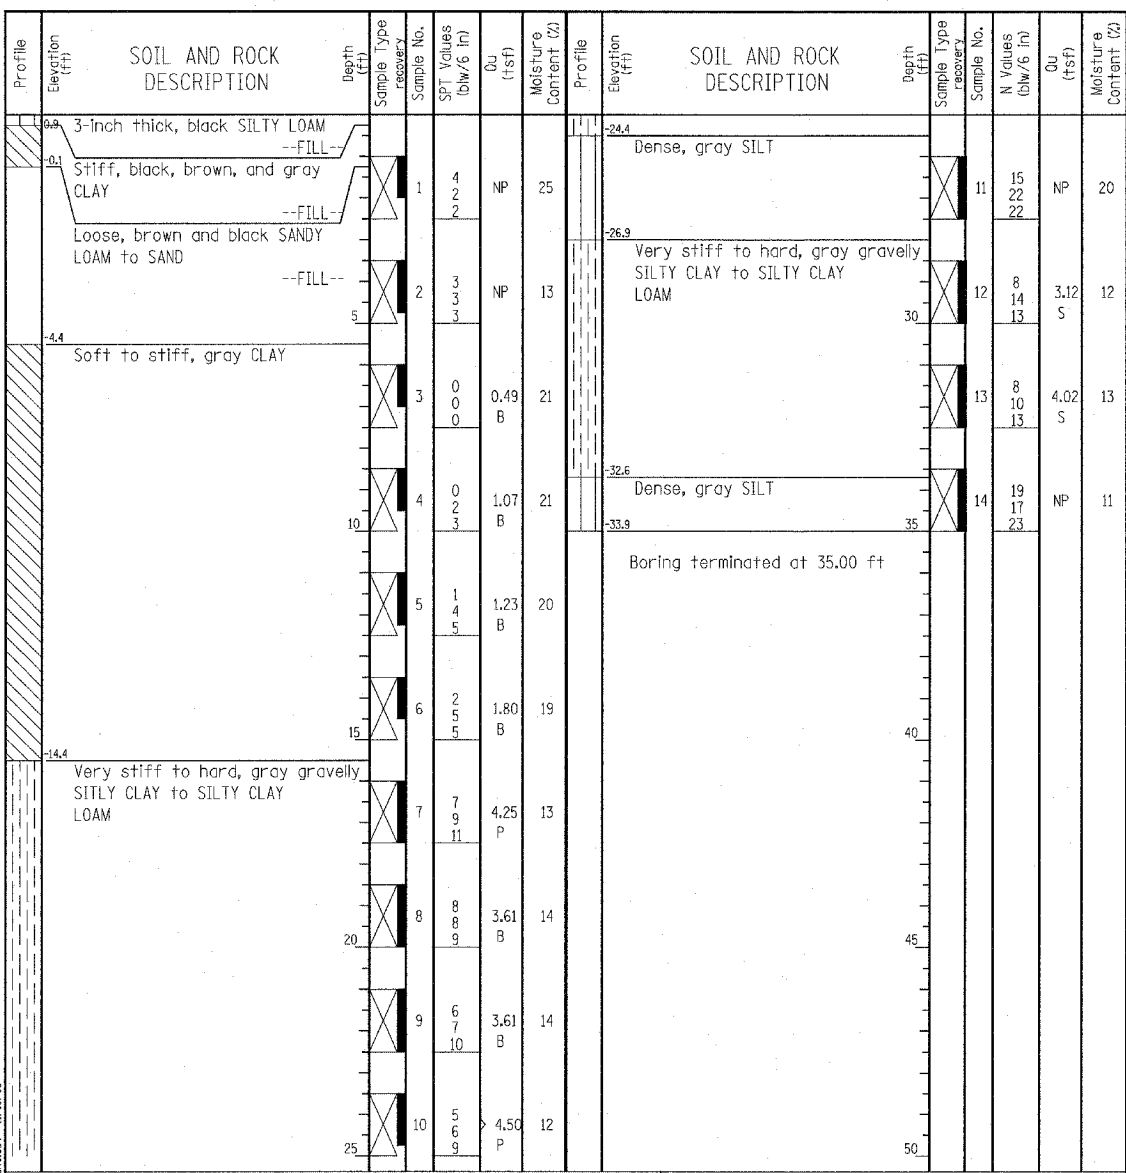 Profile
Elevation (ft)
SOIL AND ROCK
DESCRIPTION
Depth (ft)
Sample Type
recovery
Sample No.
SPT Values (blw/6 in)
Qu (tsf)
Moisture Content (%)
0.9 3-inch thick, black SILTY LOAM
--FILL--
-0.1
Stiff, black, brown, and gray
CLAY
1
4
2
2
NP
25
--FILL--
Loose, brown and black SANDY
LOAM to SAND
--FILL--
2
3
3
3
NP
13
5
-4.4
Soft to stiff, gray CLAY
3
0
0
0
0.49
B
21
4
0
2
3
1.07
B
21
10
5
1
4
5
1.23
B
20
6
2
5
5
1.80
B
19
15
-14.4
Very stiff to hard, gray gravelly
SITLY CLAY to SILTY CLAY
LOAM
7
7
9
11
4.25
P
13
8
8
8
9
3.61
B
14
20
9
6
7
10
3.61
B
14
10
5
6
9
> 4.50
P
12
25
Profile
Elevation (ft)
SOIL AND ROCK
DESCRIPTION
Depth (ft)
Sample Type
recovery
Sample No.
N Values (blw/6 in)
Qu (tsf)
Moisture Content (%)
-24.4
Dense, gray SILT
11
15
22
22
NP
20
-26.9
Very stiff to hard, gray gravelly
SILTY CLAY to SILTY CLAY
LOAM
12
8
14
13
3.12
S
12
30
13
8
10
13
4.02
S
13
-32.6
Dense, gray SILT
14
19
17
23
NP
11
-33.9
35
Boring terminated at 35.00 ft
40
45
50